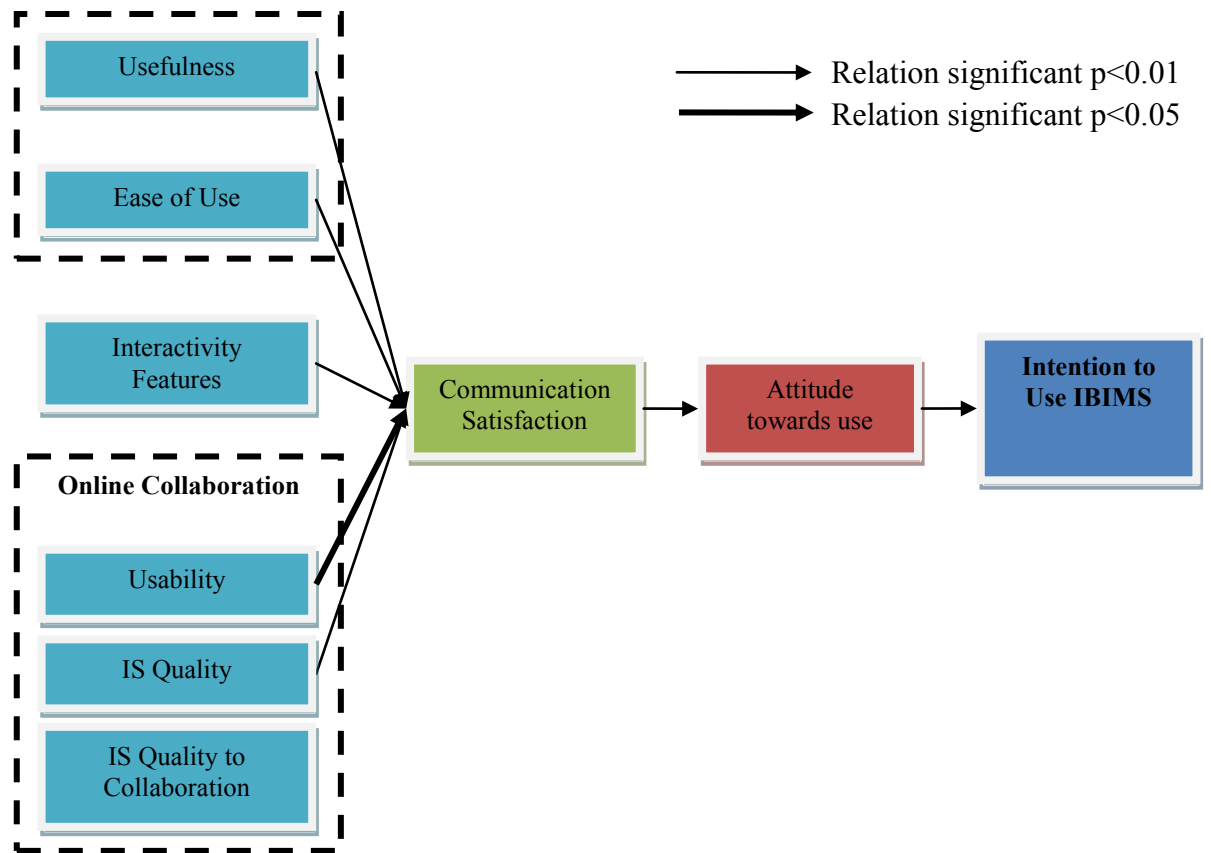 Usefulness
Relation significant p<0.01
Relation significant p<0.05
Ease of Use
Interactivity
Features
Communication
Satisfaction
Attitude
towards use
Intention to
Use IBIMS
Online Collaboration
Usability
IS Quality
IS Quality to
Collaboration